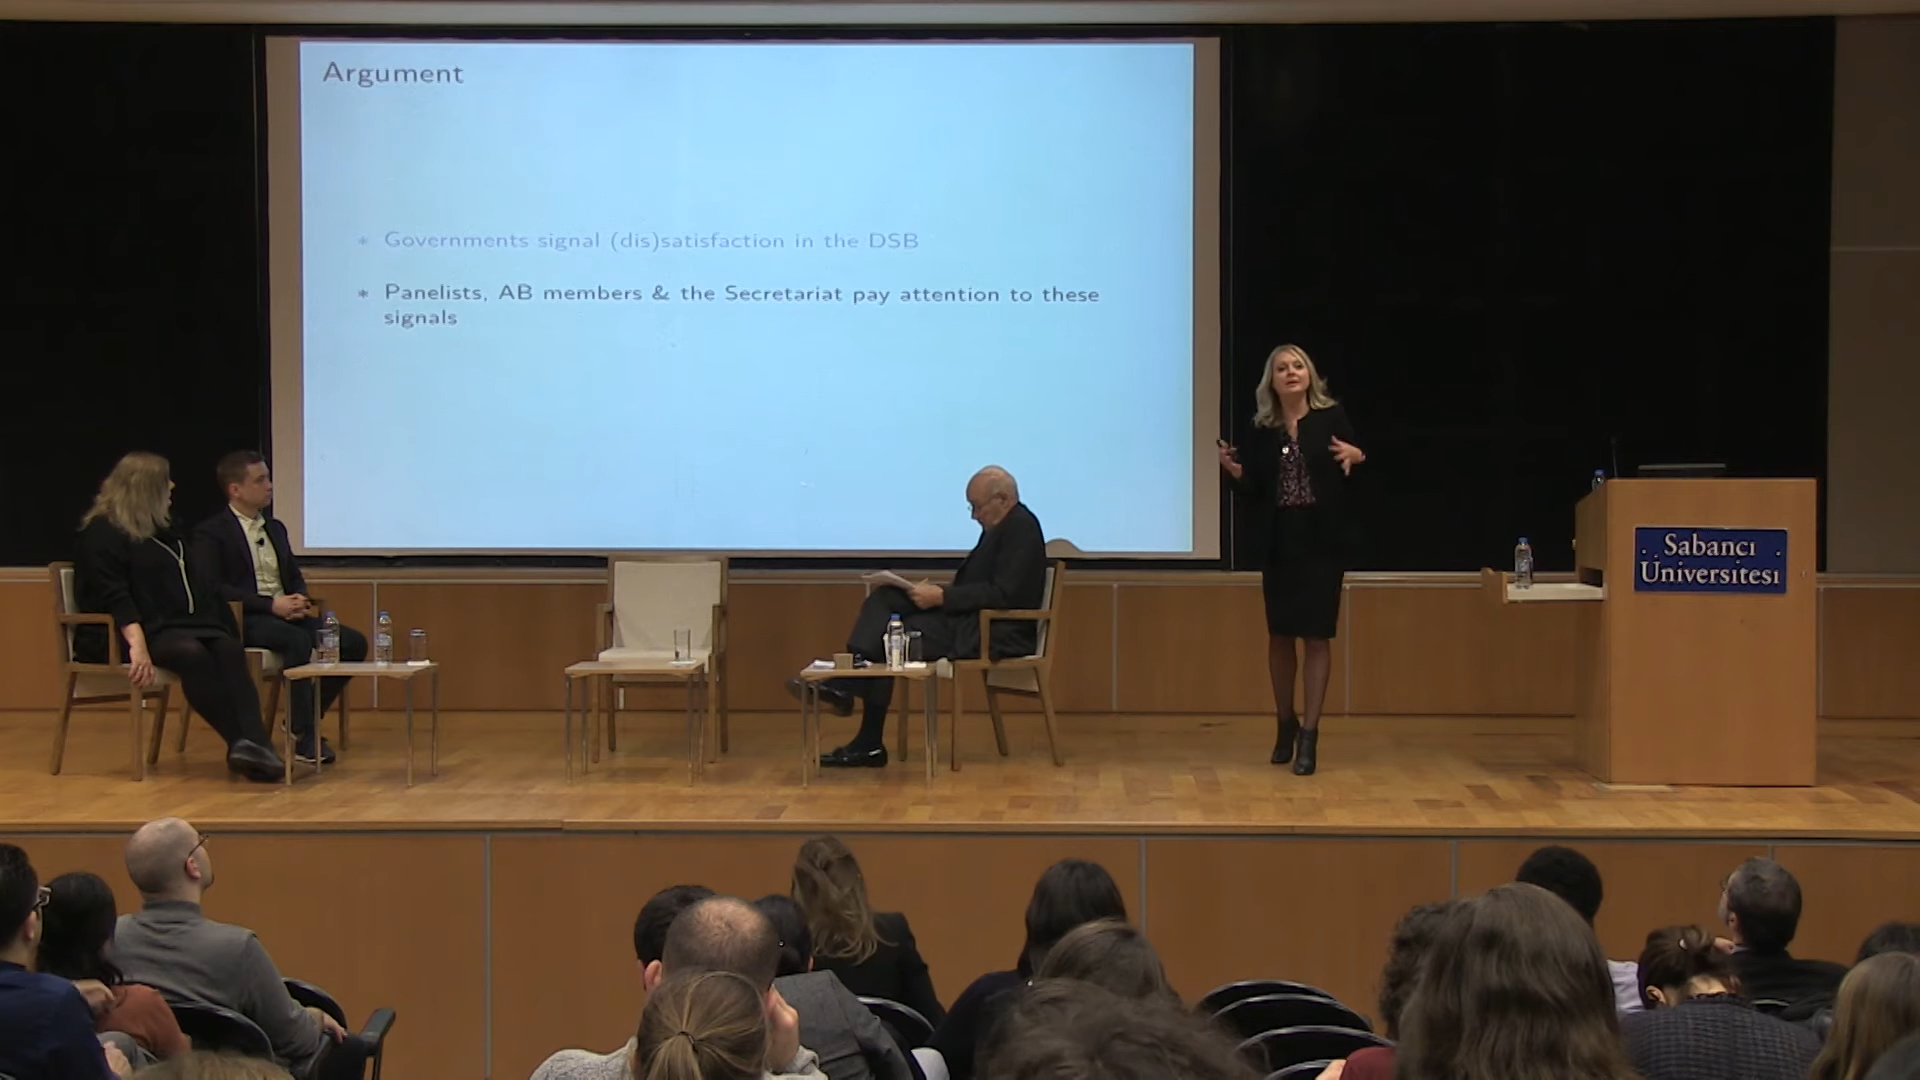 Argument
* Governments signal (dis)satisfaction in the DSB
* Panelists, AB members & the Secretariat pay attention to these
signals
Sabancı
Üniversitesi